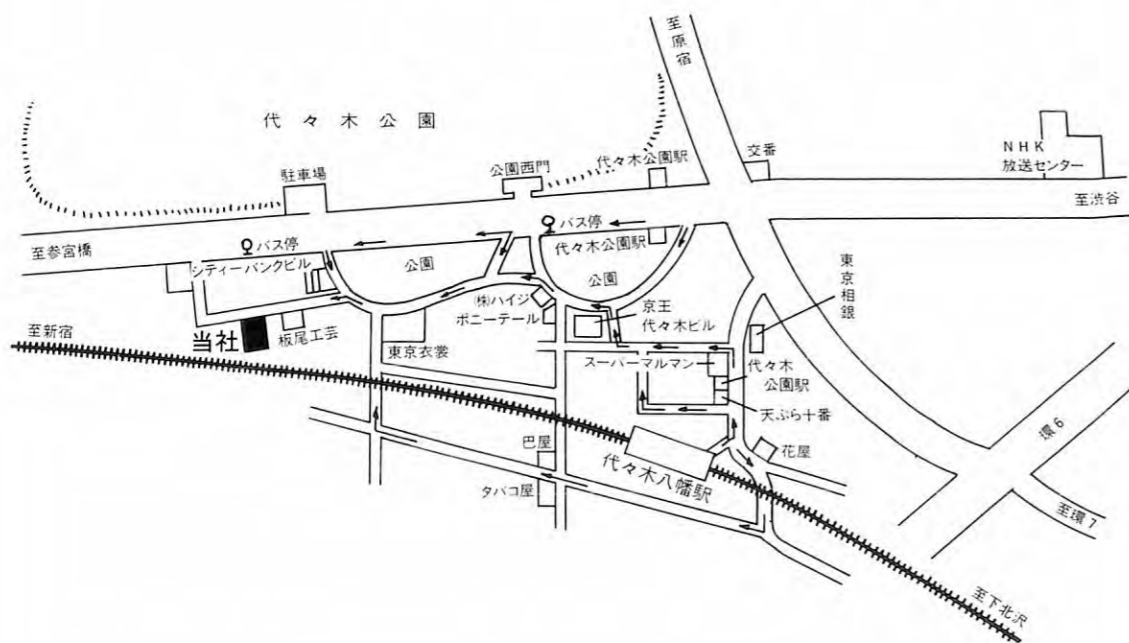 至原宿
代々木公園
交番
NHK
放送センター
代々木公園駅
公園西門
駐車場
至渋谷
バス停
至参宮橋
バス停
代々木公園駅
シティーバンクビル
公園
公園
東京相銀
㈱ハイジ
ポニーテール
京王
代々木ビル
至新宿
当社
板尾工芸
東京衣裳
スーパーマルマン
代々木
公園駅
天ぷら十番
環6
巴屋
代々木八幡駅
花屋
タバコ屋
至環7
至下北沢